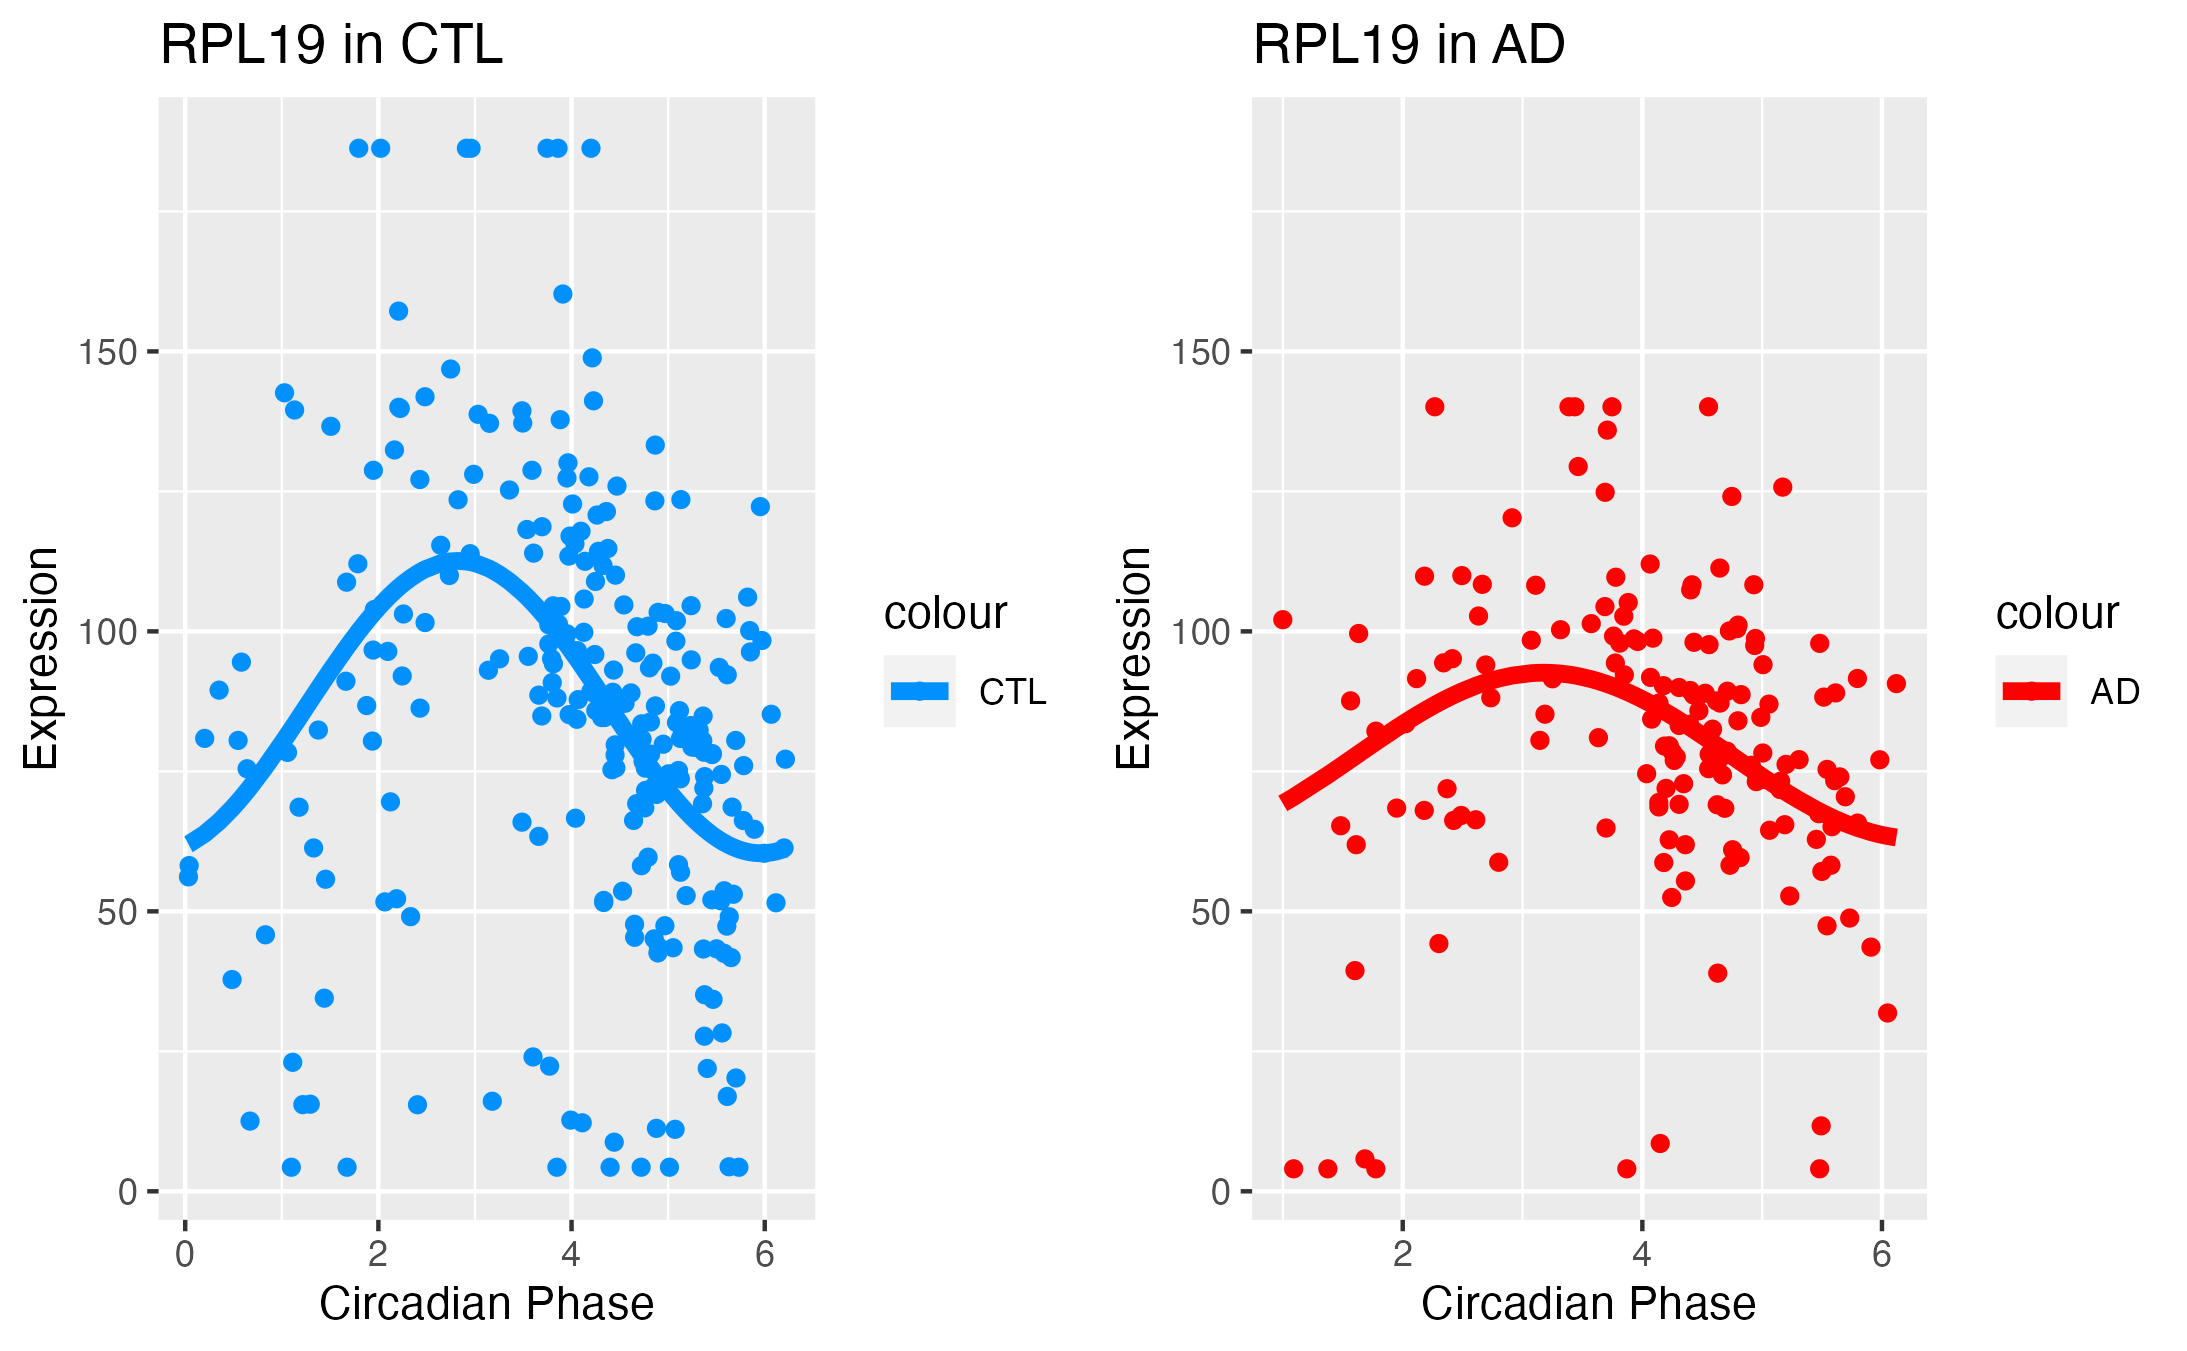 RPL19 in CTL
Expression
150
100
50
0
0 2 4 6
Circadian Phase
colour
CTL
RPL19 in AD
Expression
150
100
50
0
2 4 6
Circadian Phase
colour
AD